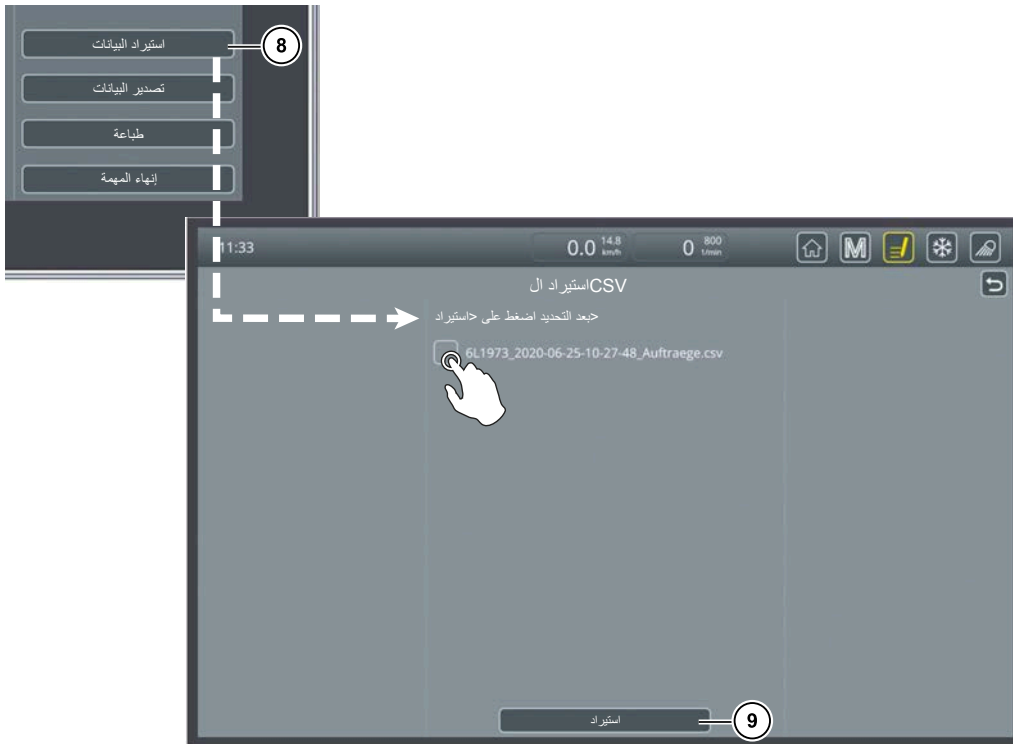 استيراد البيانات
8
تصدير البيانات
طباعة
إنهاء المهمة
11:33
0.0 14.8 km/h
0 800 1/min
M
استيراد الCSV
بعد التحديد اضغط على <استيراد>
6L1973_2020-06-25-10-27-48_Auftraege.csv
استيراد
9